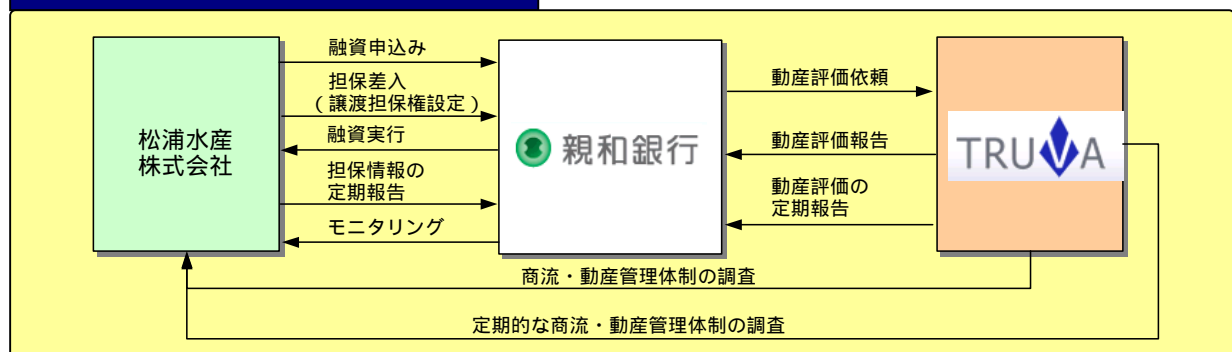 松浦水産
株式会社
融資申込み
担保差入
（譲渡担保権設定）
融資実行
担保情報の
定期報告
モニタリング
親和銀行
動産評価依頼
動産評価報告
動産評価の
定期報告
TRUVA
商流・動産管理体制の調査
定期的な商流・動産管理体制の調査